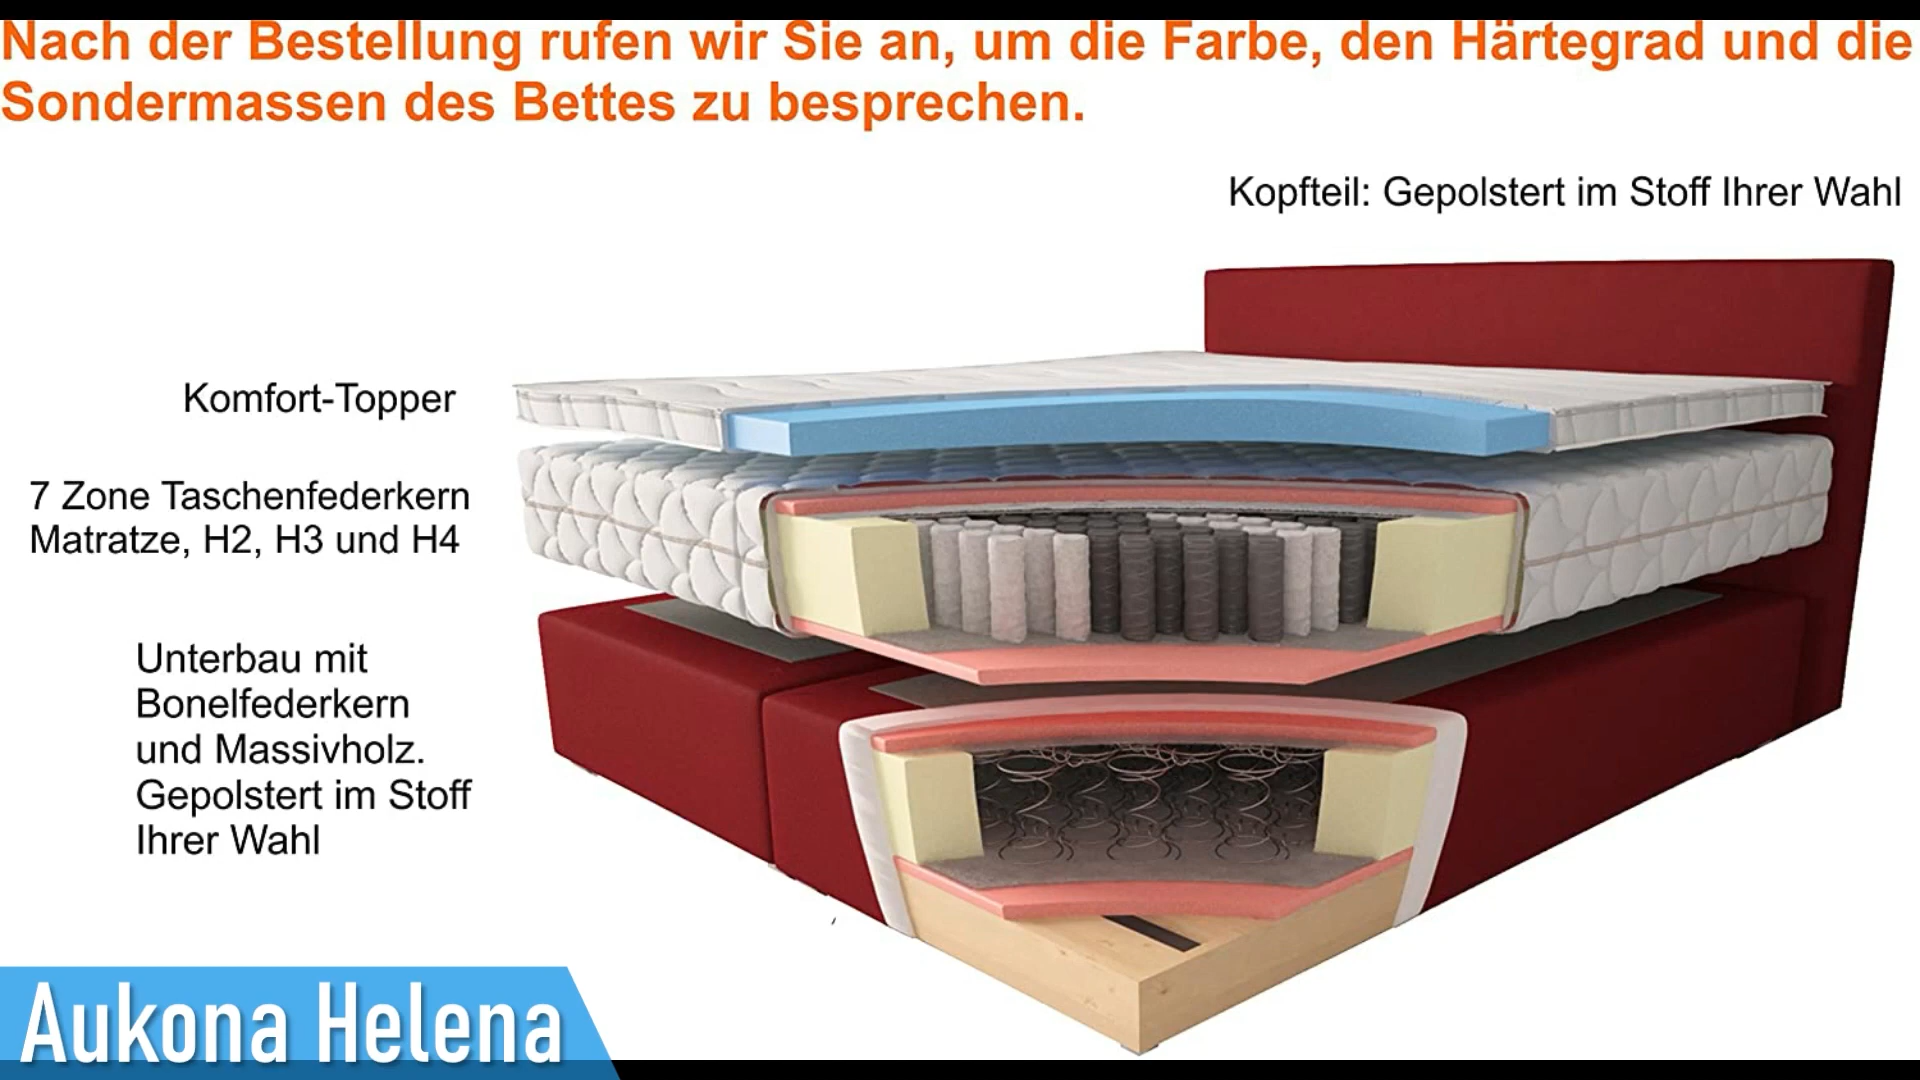 Nach der Bestellung rufen wir Sie an, um die Farbe, den Härtegrad und die
Sondermassen des Bettes zu besprechen.
Kopfteil: Gepolstert im Stoff Ihrer Wahl
Komfort-Topper
7 Zone Taschenfederkern
Matratze, H2, H3 und H4
Unterbau mit
Bonelfederkern
und Massivholz.
Gepolstert im Stoff
Ihrer Wahl
Aukona Helena